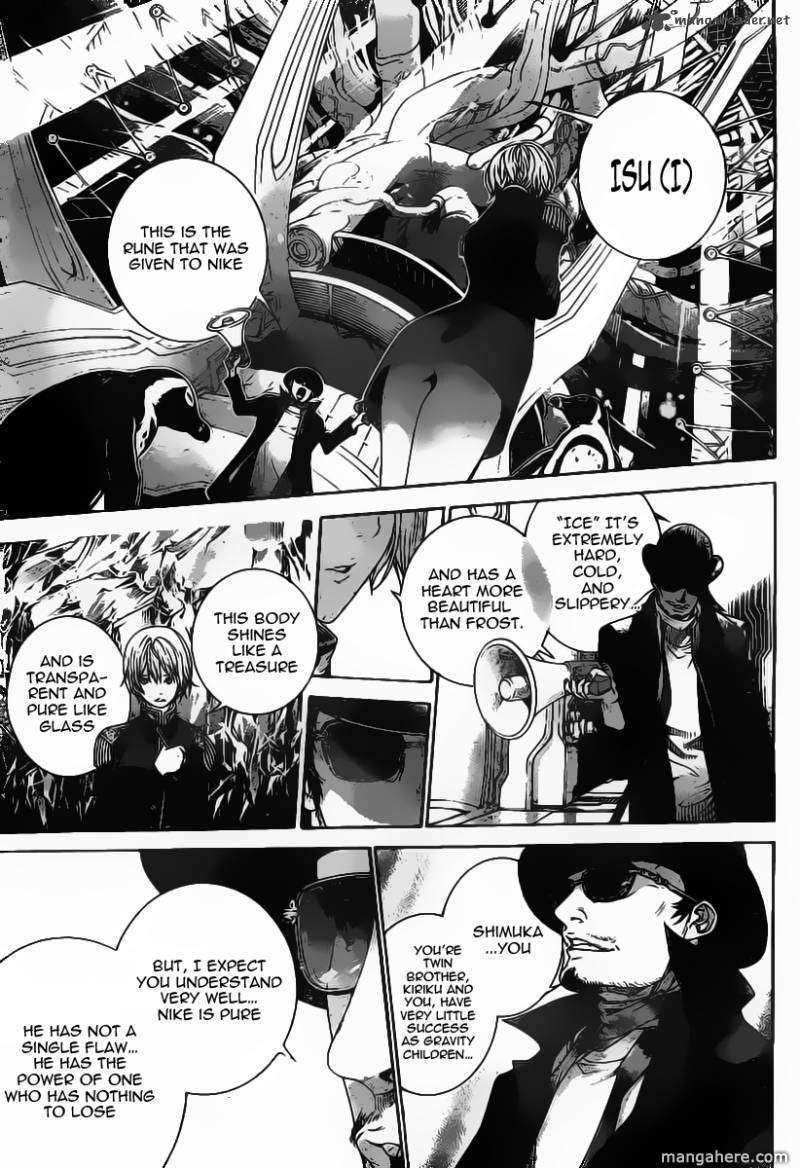 mangareader.net
ISU (I)
THIS IS THE
RUNE THAT WAS
GIVEN TO NIKE
"ICE" IT'S
EXTREMELY
HARD,
COLD,
AND
SLIPPERY...
AND HAS A
HEART MORE
BEAUTIFUL
THAN FROST.
THIS BODY
SHINES
LIKE A
TREASURE
AND IS
TRANSPA-
RENT AND
PURE LIKE
GLASS
SHIMUKA
...YOU
YOU'RE
TWIN
BROTHER,
KIRIKU AND
YOU, HAVE
VERY LITTLE
SUCCESS
AS GRAVITY
CHILDREN...
BUT, I EXPECT
YOU UNDERSTAND
VERY WELL...
NIKE IS PURE
HE HAS NOT A
SINGLE FLAW...
HE HAS THE
POWER OF ONE
WHO HAS NOTHING
TO LOSE
mangahere.com